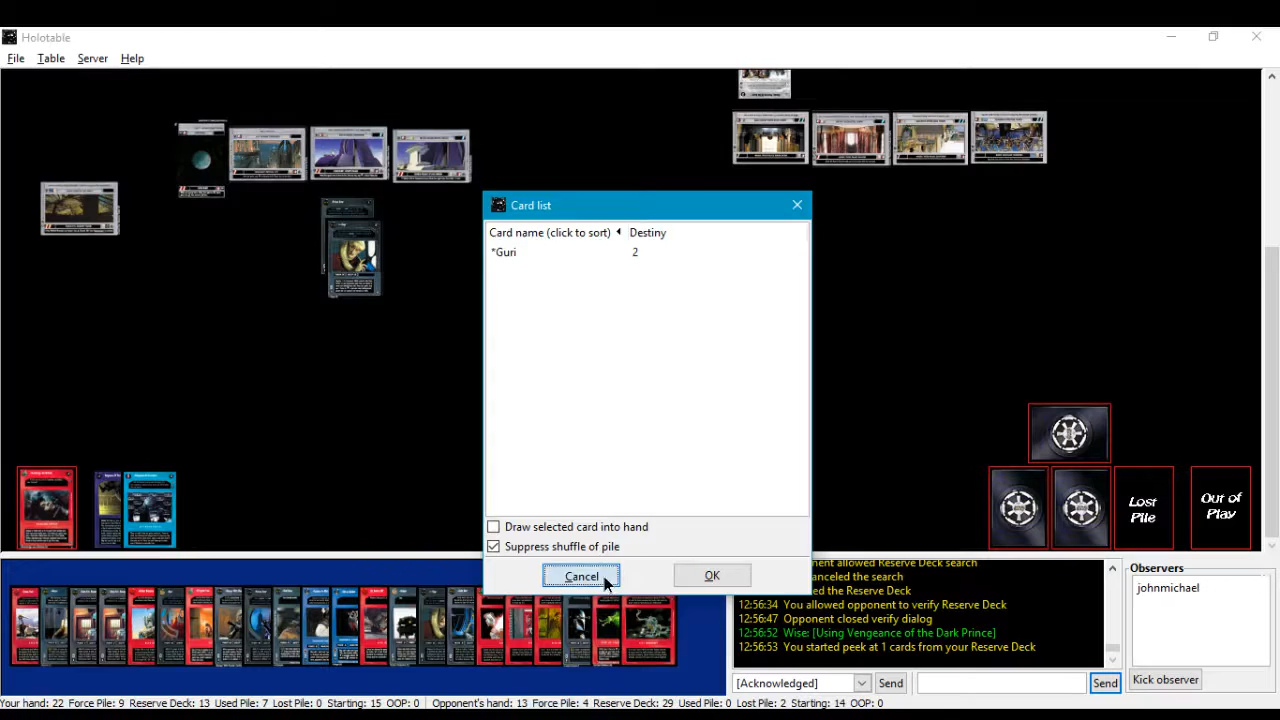 Holotable
File Table Server Help
Card list
Card name (click to sort) Destiny
*Guri 2
Draw selected card into hand
Suppress shuffle of pile
Cancel OK
Lost Pile
Out of Play
allowed Reserve Deck search
the search
the Reserve Deck
12:56:34 You allowed opponent to verify Reserve Deck
12:56:47 Opponent closed verify dialog
12:56:52 Wise: [Using Vengeance of the Dark Prince]
12:56:53 You started peek at 1 cards from your Reserve Deck
[Acknowledged] Send Send
Observers
johnmichael
Kick observer
Your hand: 22 Force Pile: 9 Reserve Deck: 13 Used Pile: 7 Lost Pile: 0 Starting: 15 OOP: 0 Opponent's hand: 13 Force Pile: 4 Reserve Deck: 29 Used Pile: 0 Lost Pile: 2 Starting: 14 OOP: 0